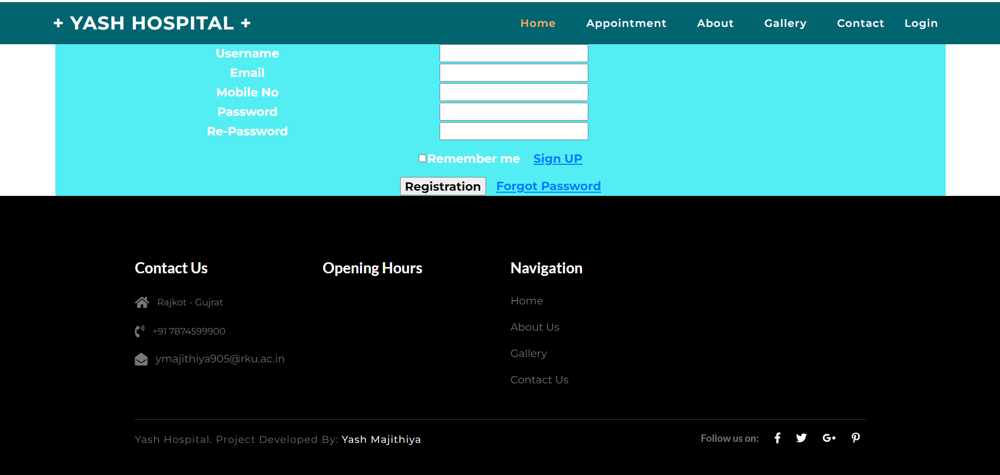 + YASH HOSPITAL +
Home Appointment About Gallery Contact Login
Username
Email
Mobile No
Password
Re-Password
Remember me Sign UP
Registration Forgot Password
Contact Us
Rajkot - Gujrat
+91 7874599900
ymajithiya905@rku.ac.in
Opening Hours
Navigation
Home
About Us
Gallery
Contact Us
Yash Hospital. Project Developed By: Yash Majithiya
Follow us on: